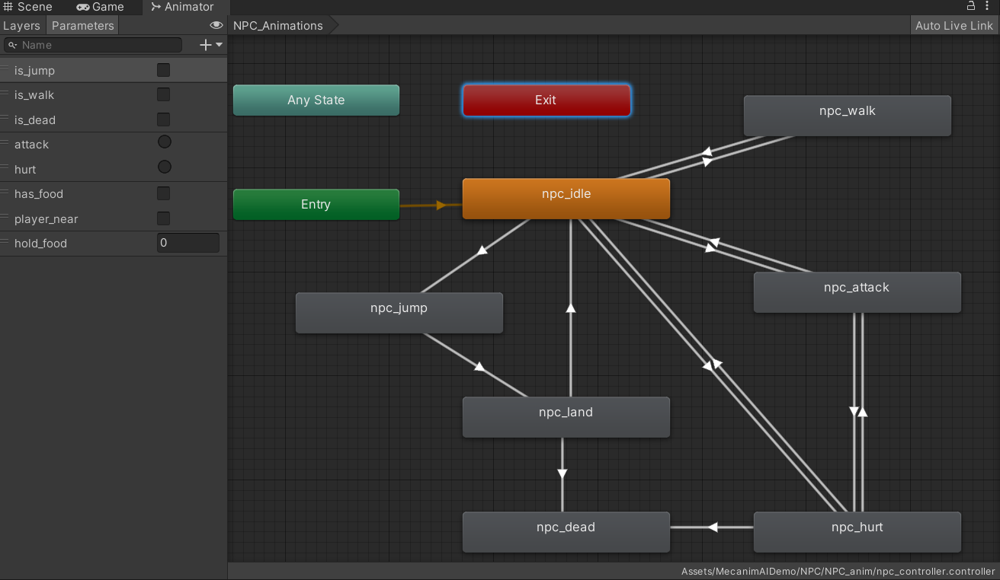 Scene Game Animator
Layers Parameters
NPC_Animations
Auto Live Link
Name
is_jump
is_walk
is_dead
attack
hurt
has_food
player_near
hold_food 0
Any State
Exit
npc_walk
npc_idle
Entry
npc_attack
npc_jump
npc_land
npc_dead
npc_hurt
Assets/MecanimAIDemo/NPC/NPC_anim/npc_controller.controller